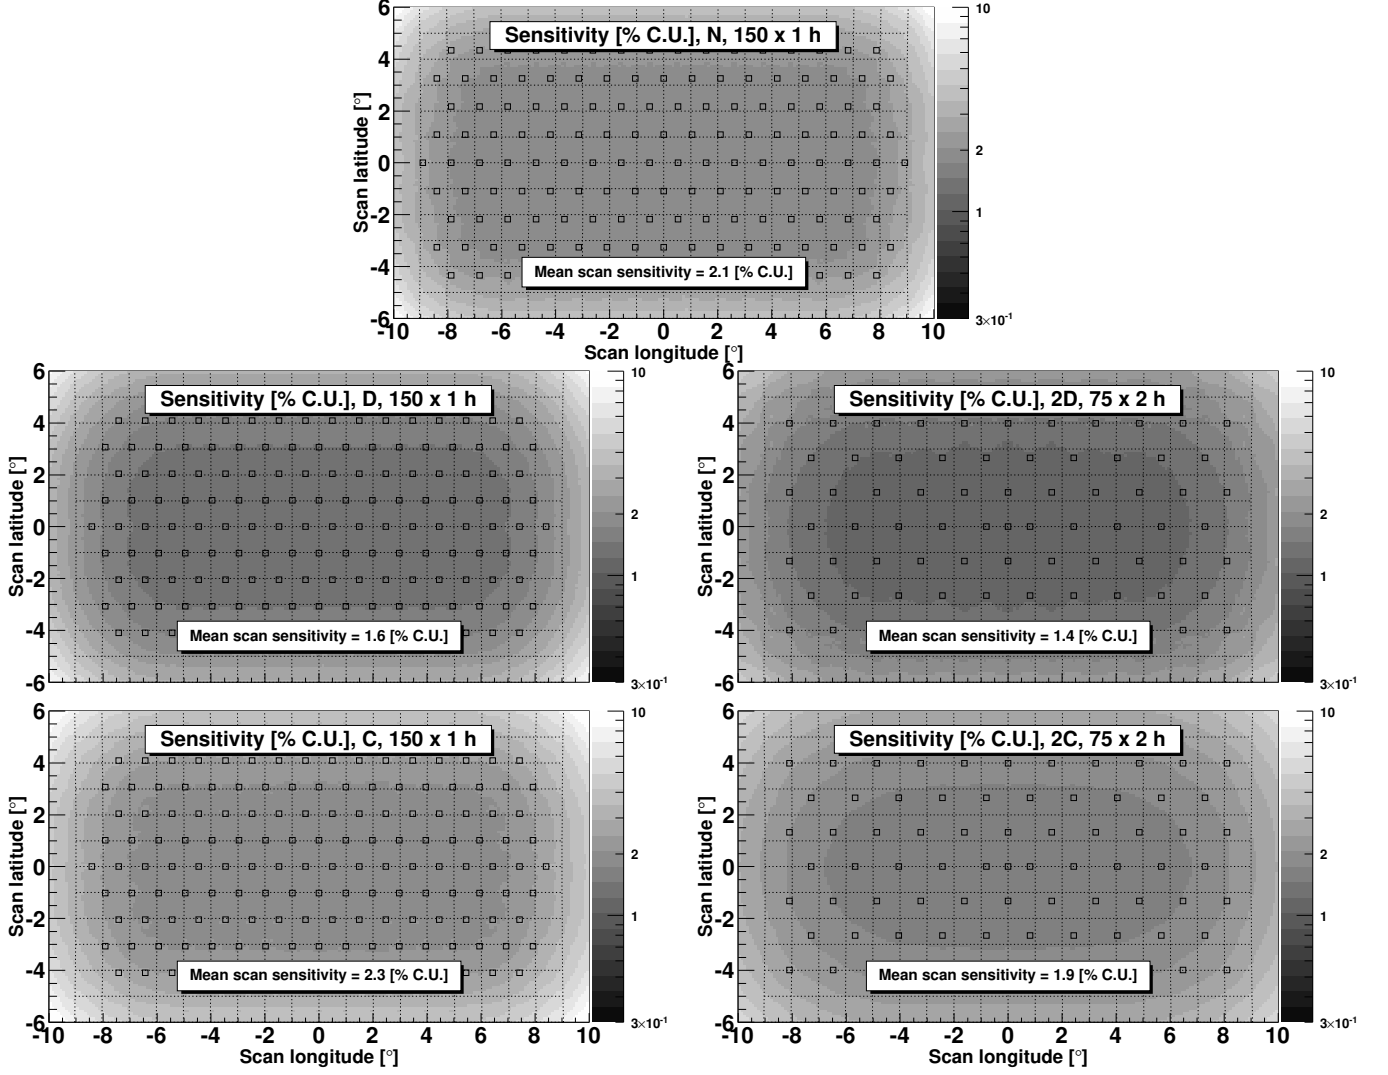 Sensitivity [% C.U.], N, 150 x 1 h
Mean scan sensitivity = 2.1 [% C.U.]
Scan latitude [°]
6
4
2
0
-2
-4
-6
-10 -8 -6 -4 -2 0 2 4 6 8 10
Scan longitude [°]
10
2
1
3×10⁻¹
Sensitivity [% C.U.], D, 150 x 1 h
Mean scan sensitivity = 1.6 [% C.U.]
Scan latitude [°]
6
4
2
0
-2
-4
-6
10
2
1
3×10⁻¹
Sensitivity [% C.U.], 2D, 75 x 2 h
Mean scan sensitivity = 1.4 [% C.U.]
Scan latitude [°]
6
4
2
0
-2
-4
-6
10
2
1
3×10⁻¹
Sensitivity [% C.U.], C, 150 x 1 h
Mean scan sensitivity = 2.3 [% C.U.]
Scan latitude [°]
6
4
2
0
-2
-4
-6
-10 -8 -6 -4 -2 0 2 4 6 8 10
Scan longitude [°]
10
2
1
3×10⁻¹
Sensitivity [% C.U.], 2C, 75 x 2 h
Mean scan sensitivity = 1.9 [% C.U.]
Scan latitude [°]
6
4
2
0
-2
-4
-6
-10 -8 -6 -4 -2 0 2 4 6 8 10
Scan longitude [°]
10
2
1
3×10⁻¹